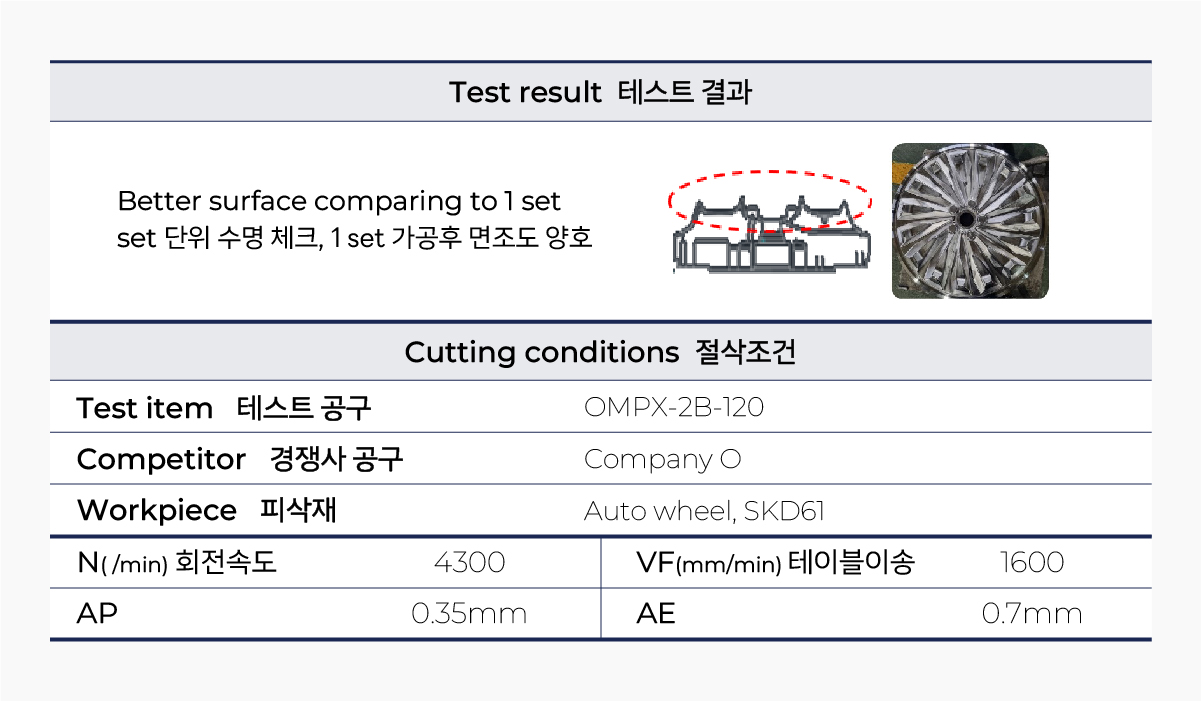 Test result 테스트 결과
Better surface comparing to 1 set
set 단위 수명 체크, 1 set 가공후 면조도 양호
Cutting conditions 절삭조건
Test item 테스트 공구 OMPX-2B-120
Competitor 경쟁사 공구 Company O
Workpiece 피삭재 Auto wheel, SKD61
N( /min) 회전속도 4300 VF(mm/min) 테이블이송 1600
AP 0.35mm AE 0.7mm